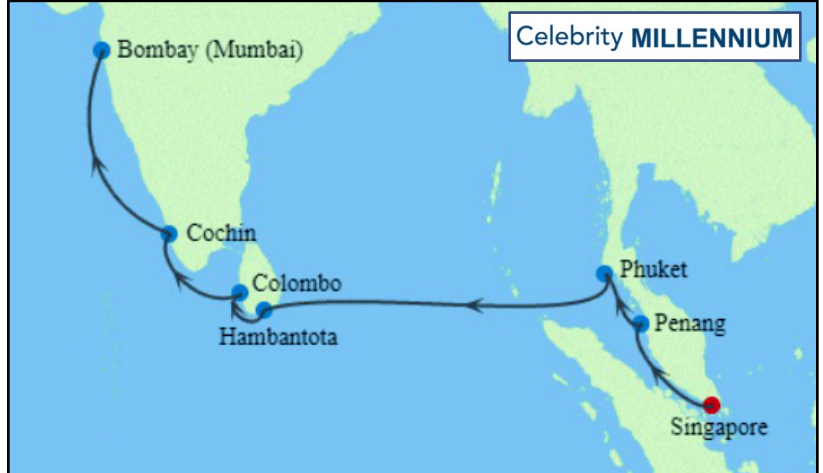 Celebrity MILLENNIUM
Bombay (Mumbai)
Cochin
Colombo
Hambantota
Phuket
Penang
Singapore